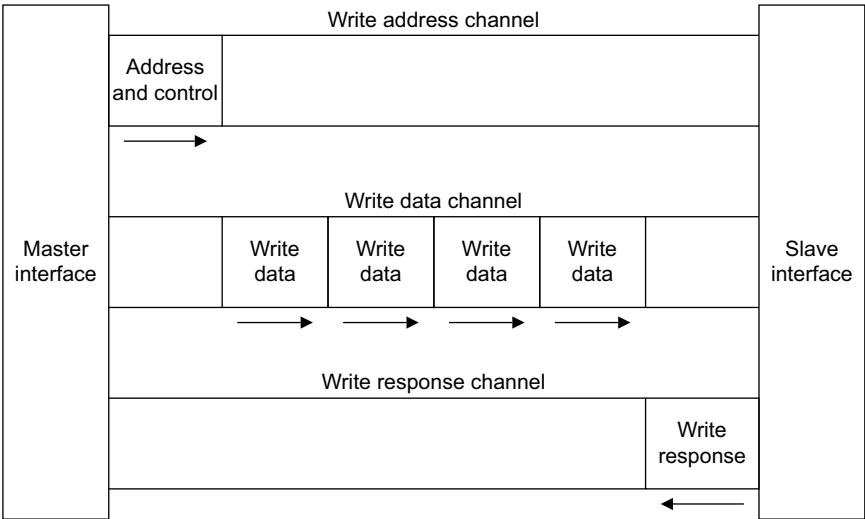 Write address channel
Address
and control
Write data channel
Master
interface
Write
data
Write
data
Write
data
Write
data
Slave
interface
Write response channel
Write
response